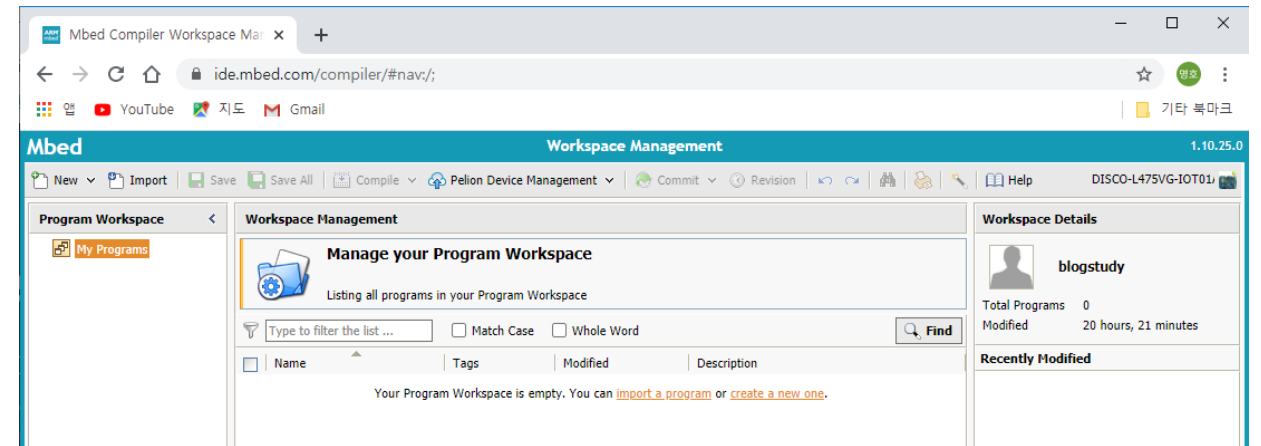 Mbed Compiler Workspace Mar
ide.mbed.com/compiler/#nav:/;
명호
앱 YouTube 지도 Gmail 기타 북마크
Mbed Workspace Management 1.10.25.0
New Import Save Save All Compile Pelion Device Management Commit Revision Help DISCO-L475VG-IOT01
Program Workspace Workspace Management Workspace Details
My Programs
Manage your Program Workspace
Listing all programs in your Program Workspace
blogstudy
Total Programs 0
Modified 20 hours, 21 minutes
Type to filter the list ... Match Case Whole Word Find
Recently Modified
Name Tags Modified Description
Your Program Workspace is empty. You can import a program or create a new one.